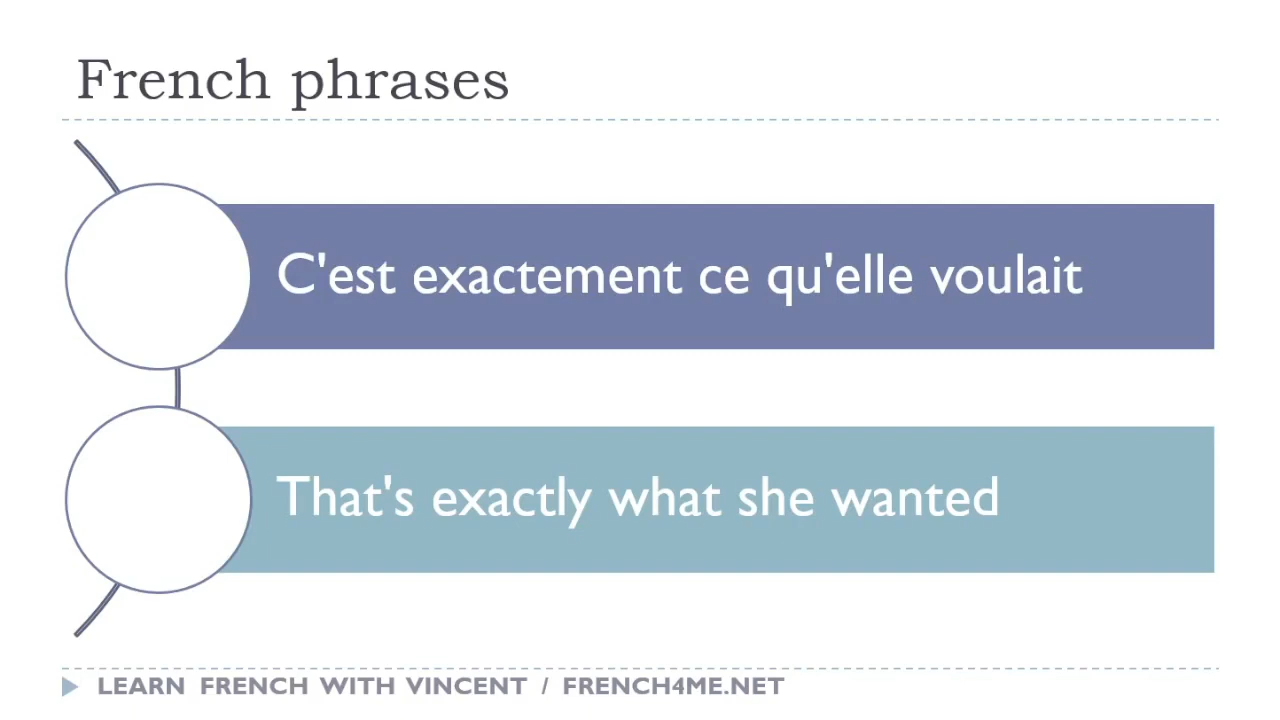 French phrases
C'est exactement ce qu'elle voulait
That's exactly what she wanted
LEARN FRENCH WITH VINCENT / FRENCH4ME.NET